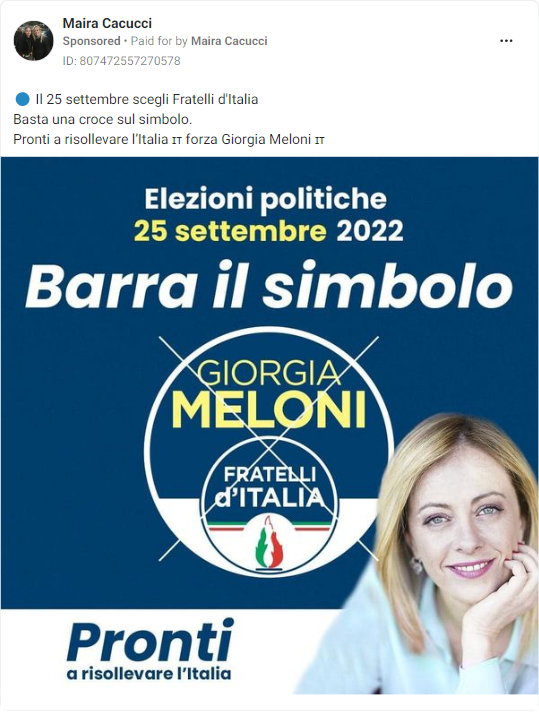 Maira Cacucci
Sponsored • Paid for by Maira Cacucci
ID: 807472557270578
Il 25 settembre scegli Fratelli d'Italia
Basta una croce sul simbolo.
Pronti a risollevare l'Italia IT forza Giorgia Meloni IT
Elezioni politiche
25 settembre 2022
Barra il simbolo
GIORGIA
MELONI
FRATELLI
d'ITALIA
Pronti
a risollevare l'Italia